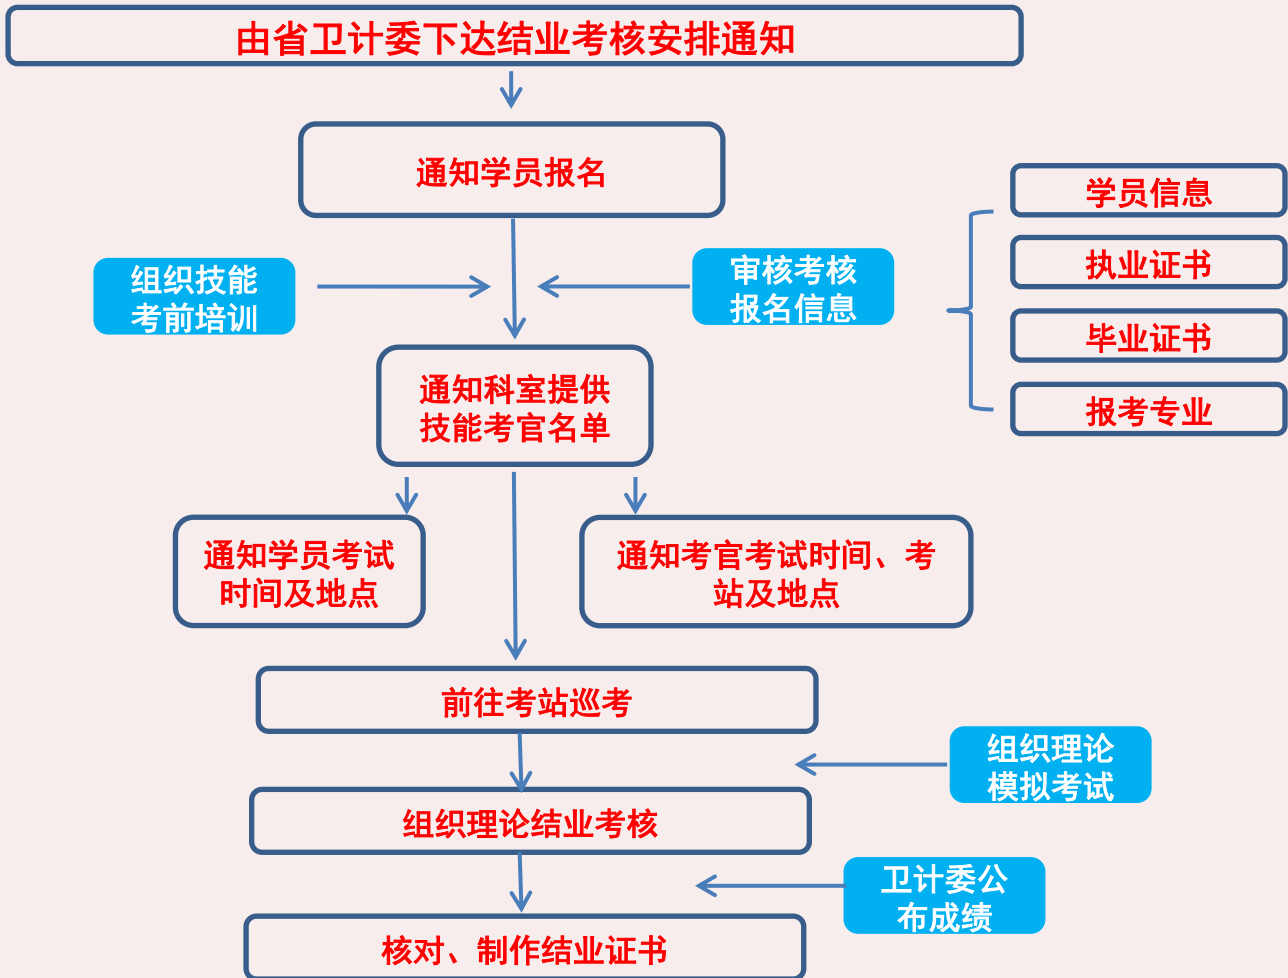 由省卫计委下达结业考核安排通知
通知学员报名
组织技能
考前培训
审核考核
报名信息
学员信息
执业证书
毕业证书
报考专业
通知科室提供
技能考官名单
通知学员考试
时间及地点
通知考官考试时间、考
站及地点
前往考站巡考
组织理论
模拟考试
组织理论结业考核
卫计委公
布成绩
核对、制作结业证书